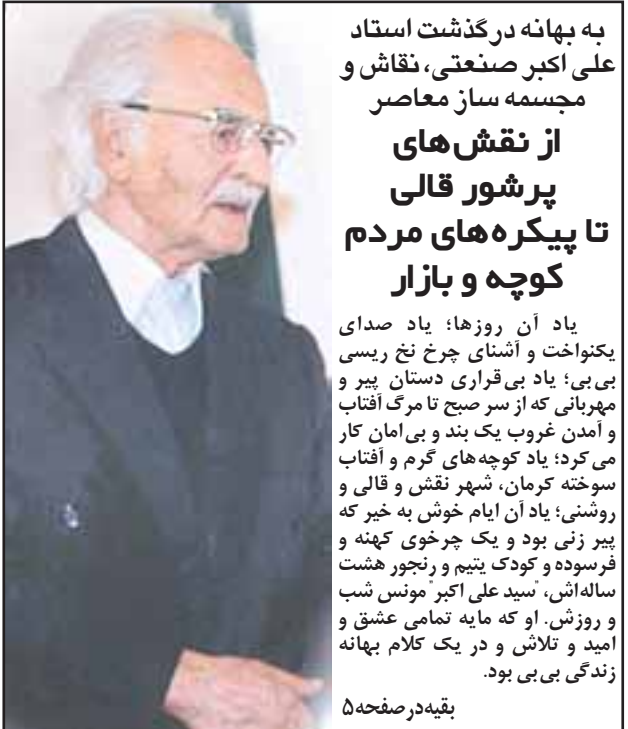 به بهانه درگذشت استاد
علی اکبر صنعتی، نقاش و
مجسمه ساز معاصر
از نقش‌های
پرشور قالی
تا پیکره‌های مردم
کوچه و بازار
یاد آن روزها؛ یاد صدای
یکنواخت و آشنای چرخ نخ ریسی
بی‌بی؛ یاد بی‌قراری دستان پیر و
مهربانی که از سر صبح تا مرگ آفتاب
و آمدن غروب یک بند و بی‌امان کار
می‌کرد؛ یاد کوچه‌های گرم و آفتاب
سوخته کرمان، شهر نقش و قالی و
روشنی؛ یاد آن ایام خوش به خیر که
پیر زنی بود و یک چرخوی کهنه و
فرسوده و کودک یتیم و رنجور هشت
ساله‌اش، "سید علی اکبر" مونس شب
و روزش. او که مایه تمامی عشق و
امید و تلاش و در یک کلام بهانه
زندگی بی‌بی بود.
بقیه‌در‌صفحه۵